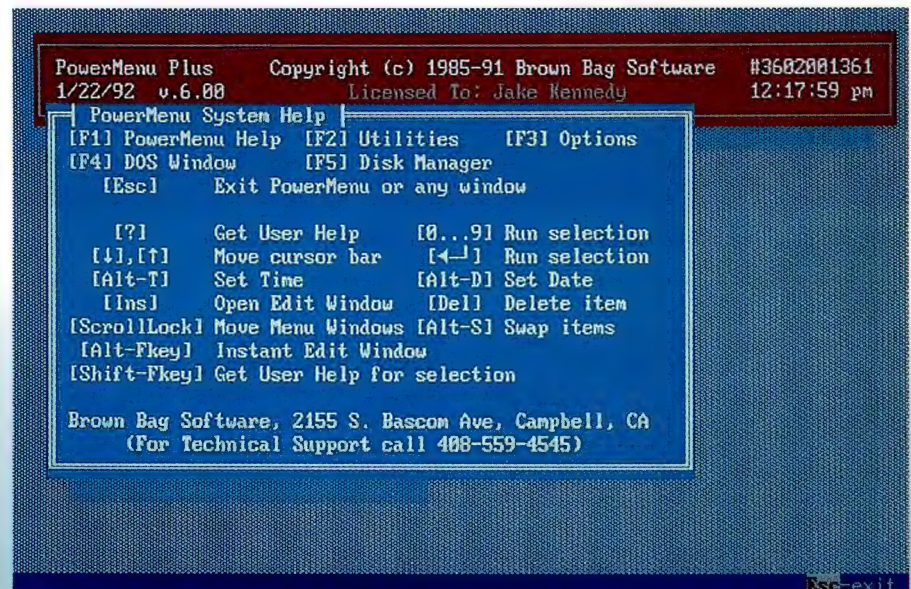 PowerMenu Plus Copyright (c) 1985-91 Brown Bag Software #3602001361
1/22/92 v.6.00 Licensed To: Jake Kennedy 12:17:59 pm
PowerMenu System Help
[F1] PowerMenu Help [F2] Utilities [F3] Options
[F4] DOS Window [F5] Disk Manager
[Esc] Exit PowerMenu or any window
[?] Get User Help [0...9] Run selection
[↓],[↑] Move cursor bar [◄─┘] Run selection
[Alt-T] Set Time [Alt-D] Set Date
[Ins] Open Edit Window [Del] Delete item
[ScrollLock] Move Menu Windows [Alt-S] Swap items
[Alt-Fkey] Instant Edit Window
[Shift-Fkey] Get User Help for selection
Brown Bag Software, 2155 S. Bascom Ave, Campbell, CA
(For Technical Support call 408-559-4545)
Esc-exit